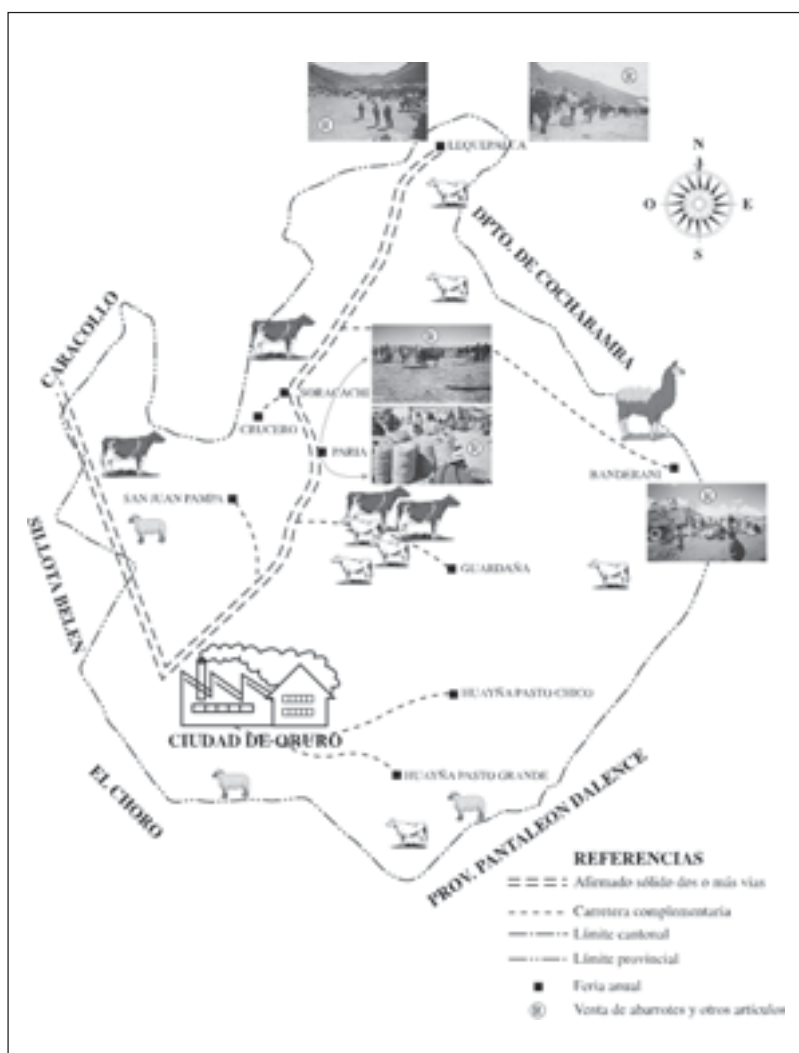 LEQUEPALCA
N
O E
S
DPTO. DE COCHABAMBA
CARACOLLO
SORACACHI
CRUCERO
PARIA
BANDERANI
SAN JUAN PAMPA
SILLOTA BELEN
GUARDAÑA
HUAYÑA PASTO CHICO
CIUDAD DE ORURO
HUAYÑA PASTO GRANDE
EL CHORO
PROV. PANTALEON DALENCE
REFERENCIAS
Afirmado sólido dos o más vias
Carretera complementaria
Límite cantonal
Límite provincial
Feria anual
Venta de abarrotes y otros artículos